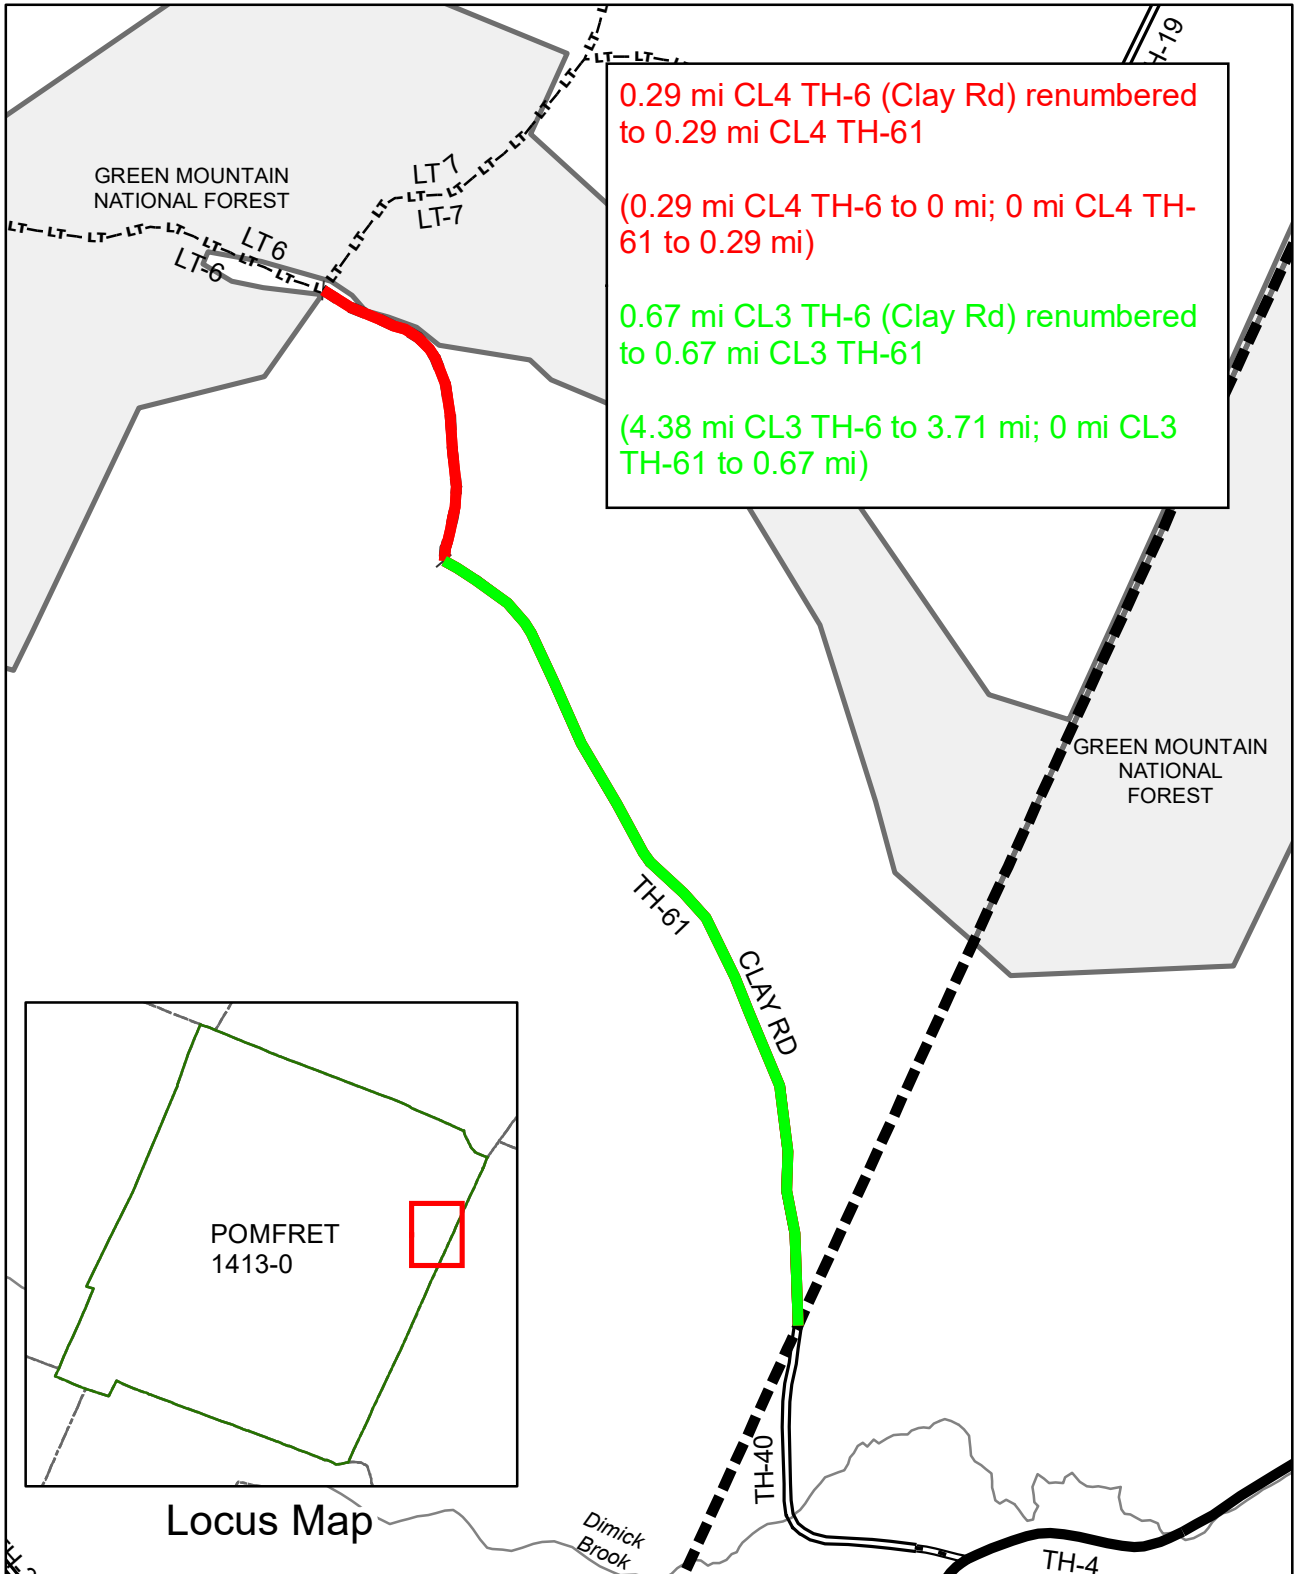 H-19
0.29 mi CL4 TH-6 (Clay Rd) renumbered
to 0.29 mi CL4 TH-61
(0.29 mi CL4 TH-6 to 0 mi; 0 mi CL4 TH-
61 to 0.29 mi)
0.67 mi CL3 TH-6 (Clay Rd) renumbered
to 0.67 mi CL3 TH-61
(4.38 mi CL3 TH-6 to 3.71 mi; 0 mi CL3
TH-61 to 0.67 mi)
GREEN MOUNTAIN
NATIONAL FOREST
LT 7
LT-7
LT 6
LT-6
GREEN MOUNTAIN
NATIONAL
FOREST
TH-61
CLAY RD
POMFRET
1413-0
Locus Map
TH-40
Dimick
Brook
TH-4